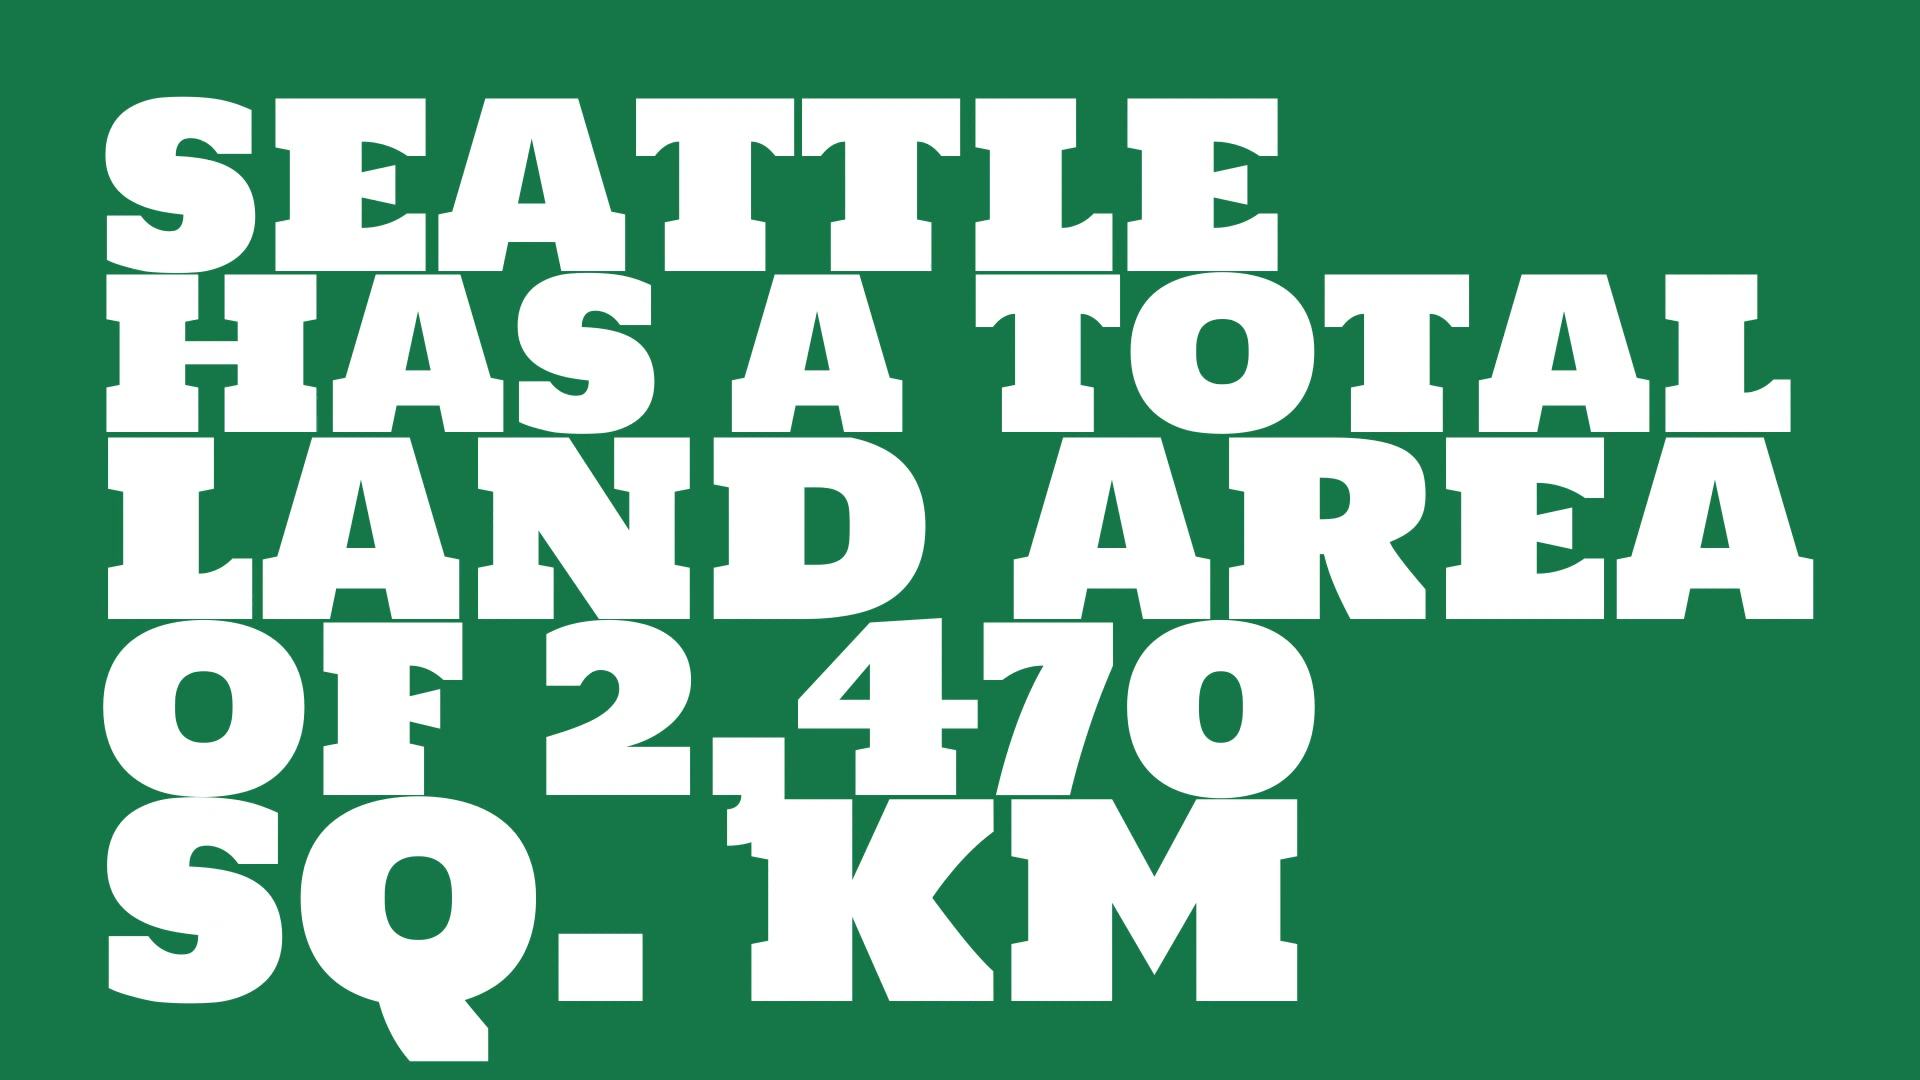 SEATTLE
HAS A TOTAL
LAND AREA
OF 2,470
SQ. KM